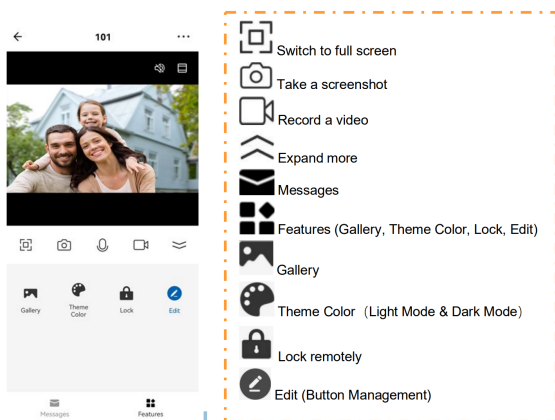 101
Gallery
Theme
Color
Lock
Edit
Messages
Features
Switch to full screen
Take a screenshot
Record a video
Expand more
Messages
Features (Gallery, Theme Color, Lock, Edit)
Gallery
Theme Color（Light Mode & Dark Mode）
Lock remotely
Edit (Button Management)